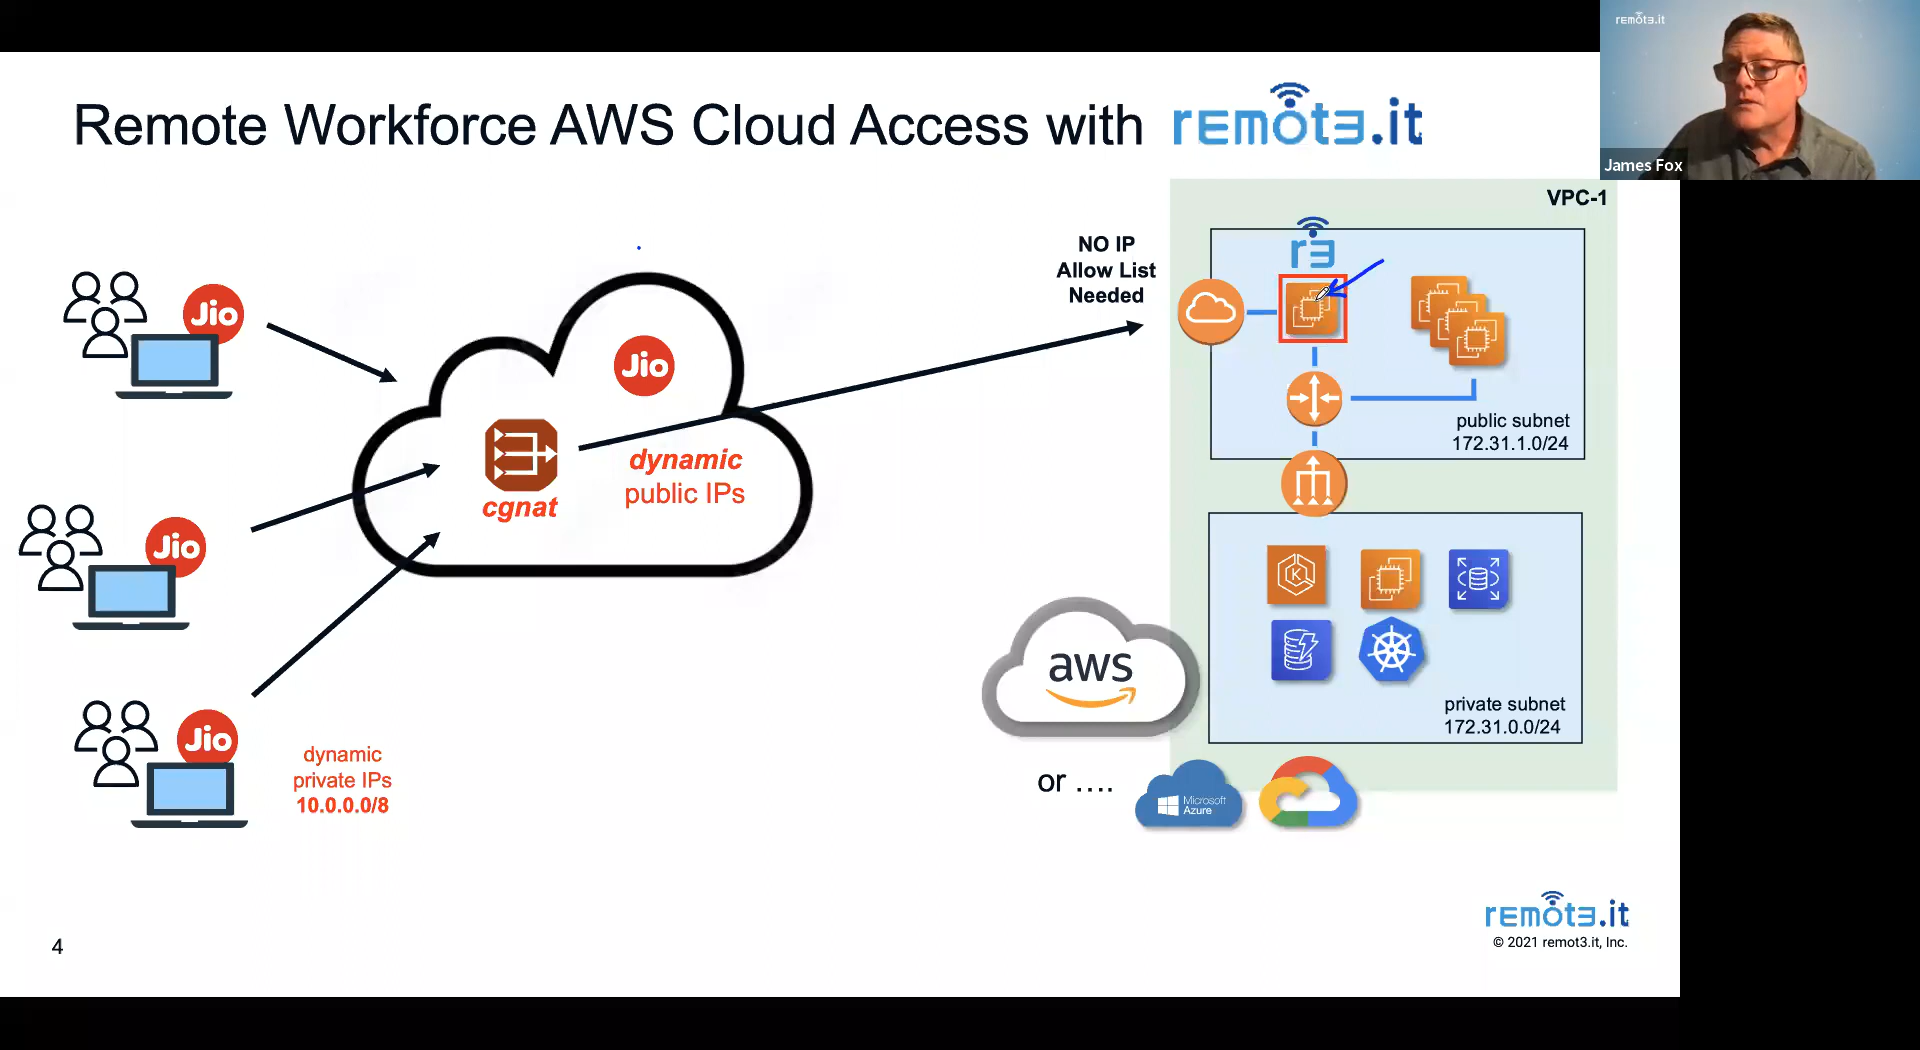 remot3.it
James Fox
Remote Workforce AWS Cloud Access with remot3.it
VPC-1
NO IP
Allow List
Needed
r3
Jio
Jio
public subnet
172.31.1.0/24
dynamic
public IPs
cgnat
Jio
Jio
dynamic
private IPs
10.0.0.0/8
aws
K
private subnet
172.31.0.0/24
or ....
Microsoft
Azure
remot3.it
© 2021 remot3.it, Inc.
4